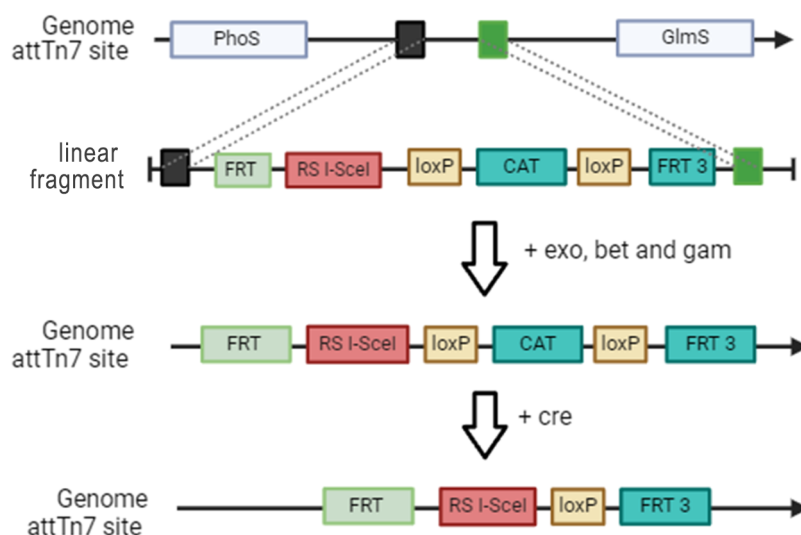 Genome
attTn7 site
PhoS
GlmS
linear
fragment
FRT
RS I-SceI
loxP
CAT
loxP
FRT 3
+ exo, bet and gam
Genome
attTn7 site
FRT
RS I-SceI
loxP
CAT
loxP
FRT 3
+ cre
Genome
attTn7 site
FRT
RS I-SceI
loxP
FRT 3